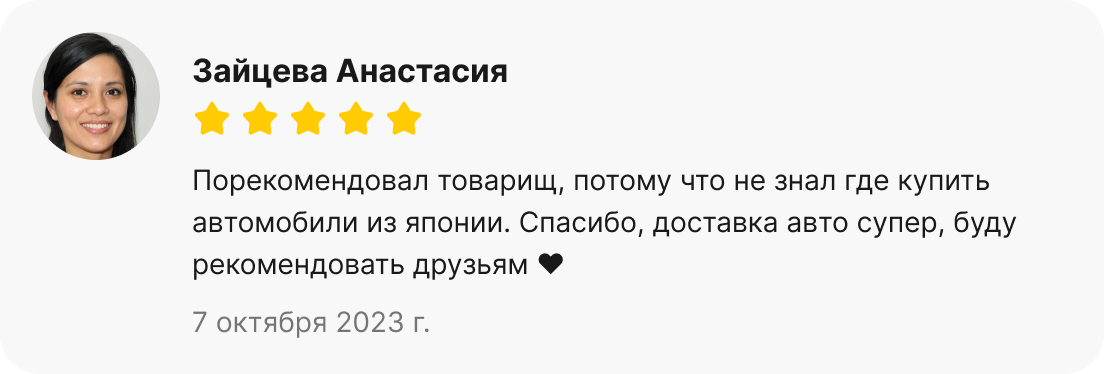 Зайцева Анастасия
Порекомендовал товарищ, потому что не знал где купить
автомобили из японии. Спасибо, доставка авто супер, буду
рекомендовать друзьям ♥
7 октября 2023 г.